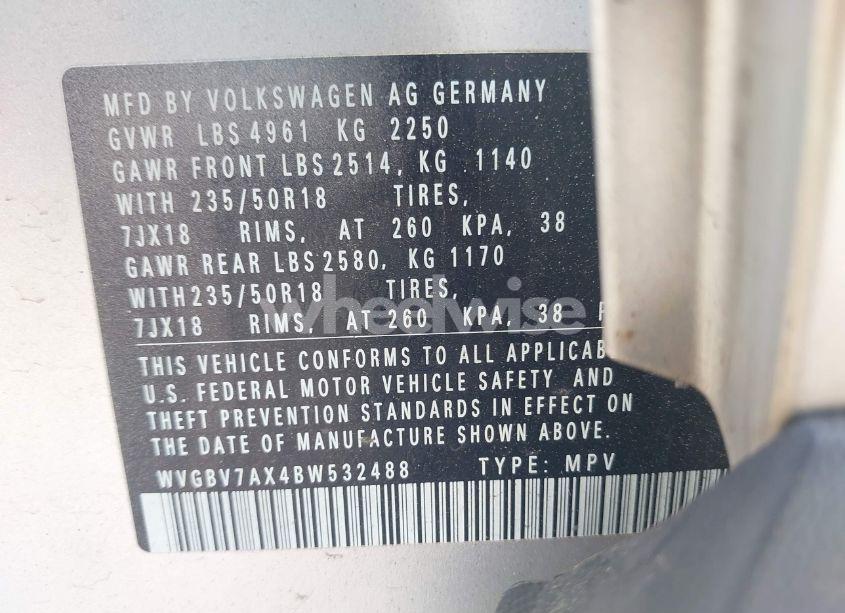 MFD BY VOLKSWAGEN AG GERMANY
GVWR LBS 4961 KG 2250
GAWR FRONT LBS 2514, KG 1140
WITH 235/50R18 TIRES,
7JX18 RIMS, AT 260 KPA, 38
GAWR REAR LBS 2580, KG 1170
WITH 235/50R18 TIRES,
7JX18 RIMS, AT 260 KPA, 38 P
wheelwise
THIS VEHICLE CONFORMS TO ALL APPLICAB
U.S. FEDERAL MOTOR VEHICLE SAFETY AND
THEFT PREVENTION STANDARDS IN EFFECT ON
THE DATE OF MANUFACTURE SHOWN ABOVE.
WVGBV7AX4BW532488 TYPE: MPV